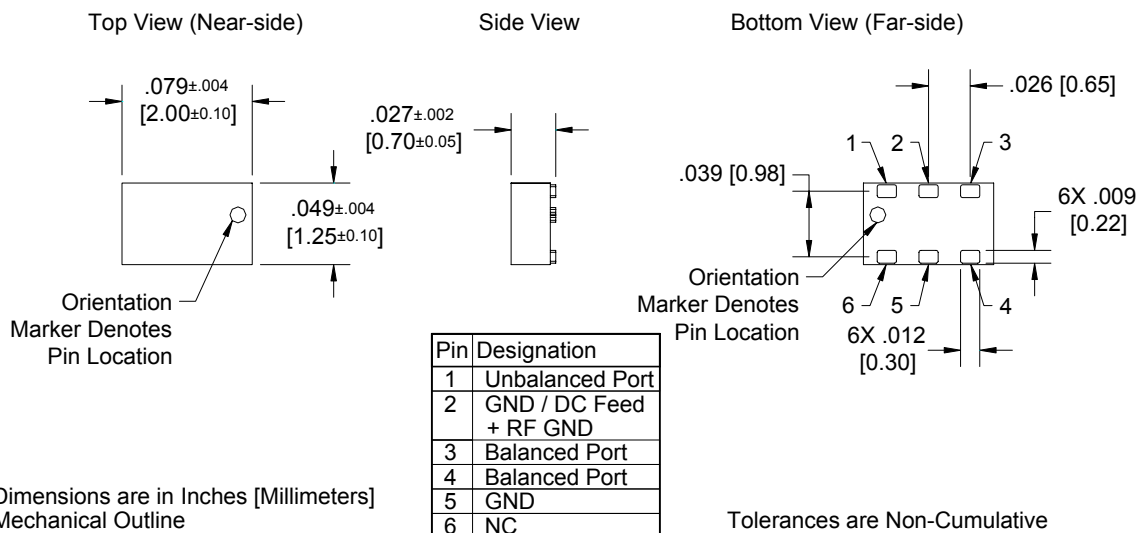 Top View (Near-side)
Side View
Bottom View (Far-side)
.079±.004
[2.00±0.10]
.049±.004
[1.25±0.10]
Orientation
Marker Denotes
Pin Location
.027±.002
[0.70±0.05]
.026 [0.65]
1
2
3
.039 [0.98]
6X .009
[0.22]
Orientation
Marker Denotes
Pin Location
6
5
4
6X .012
[0.30]
Pin Designation
1 Unbalanced Port
2 GND / DC Feed
+ RF GND
3 Balanced Port
4 Balanced Port
5 GND
6 NC
Dimensions are in Inches [Millimeters]
Mechanical Outline
Tolerances are Non-Cumulative